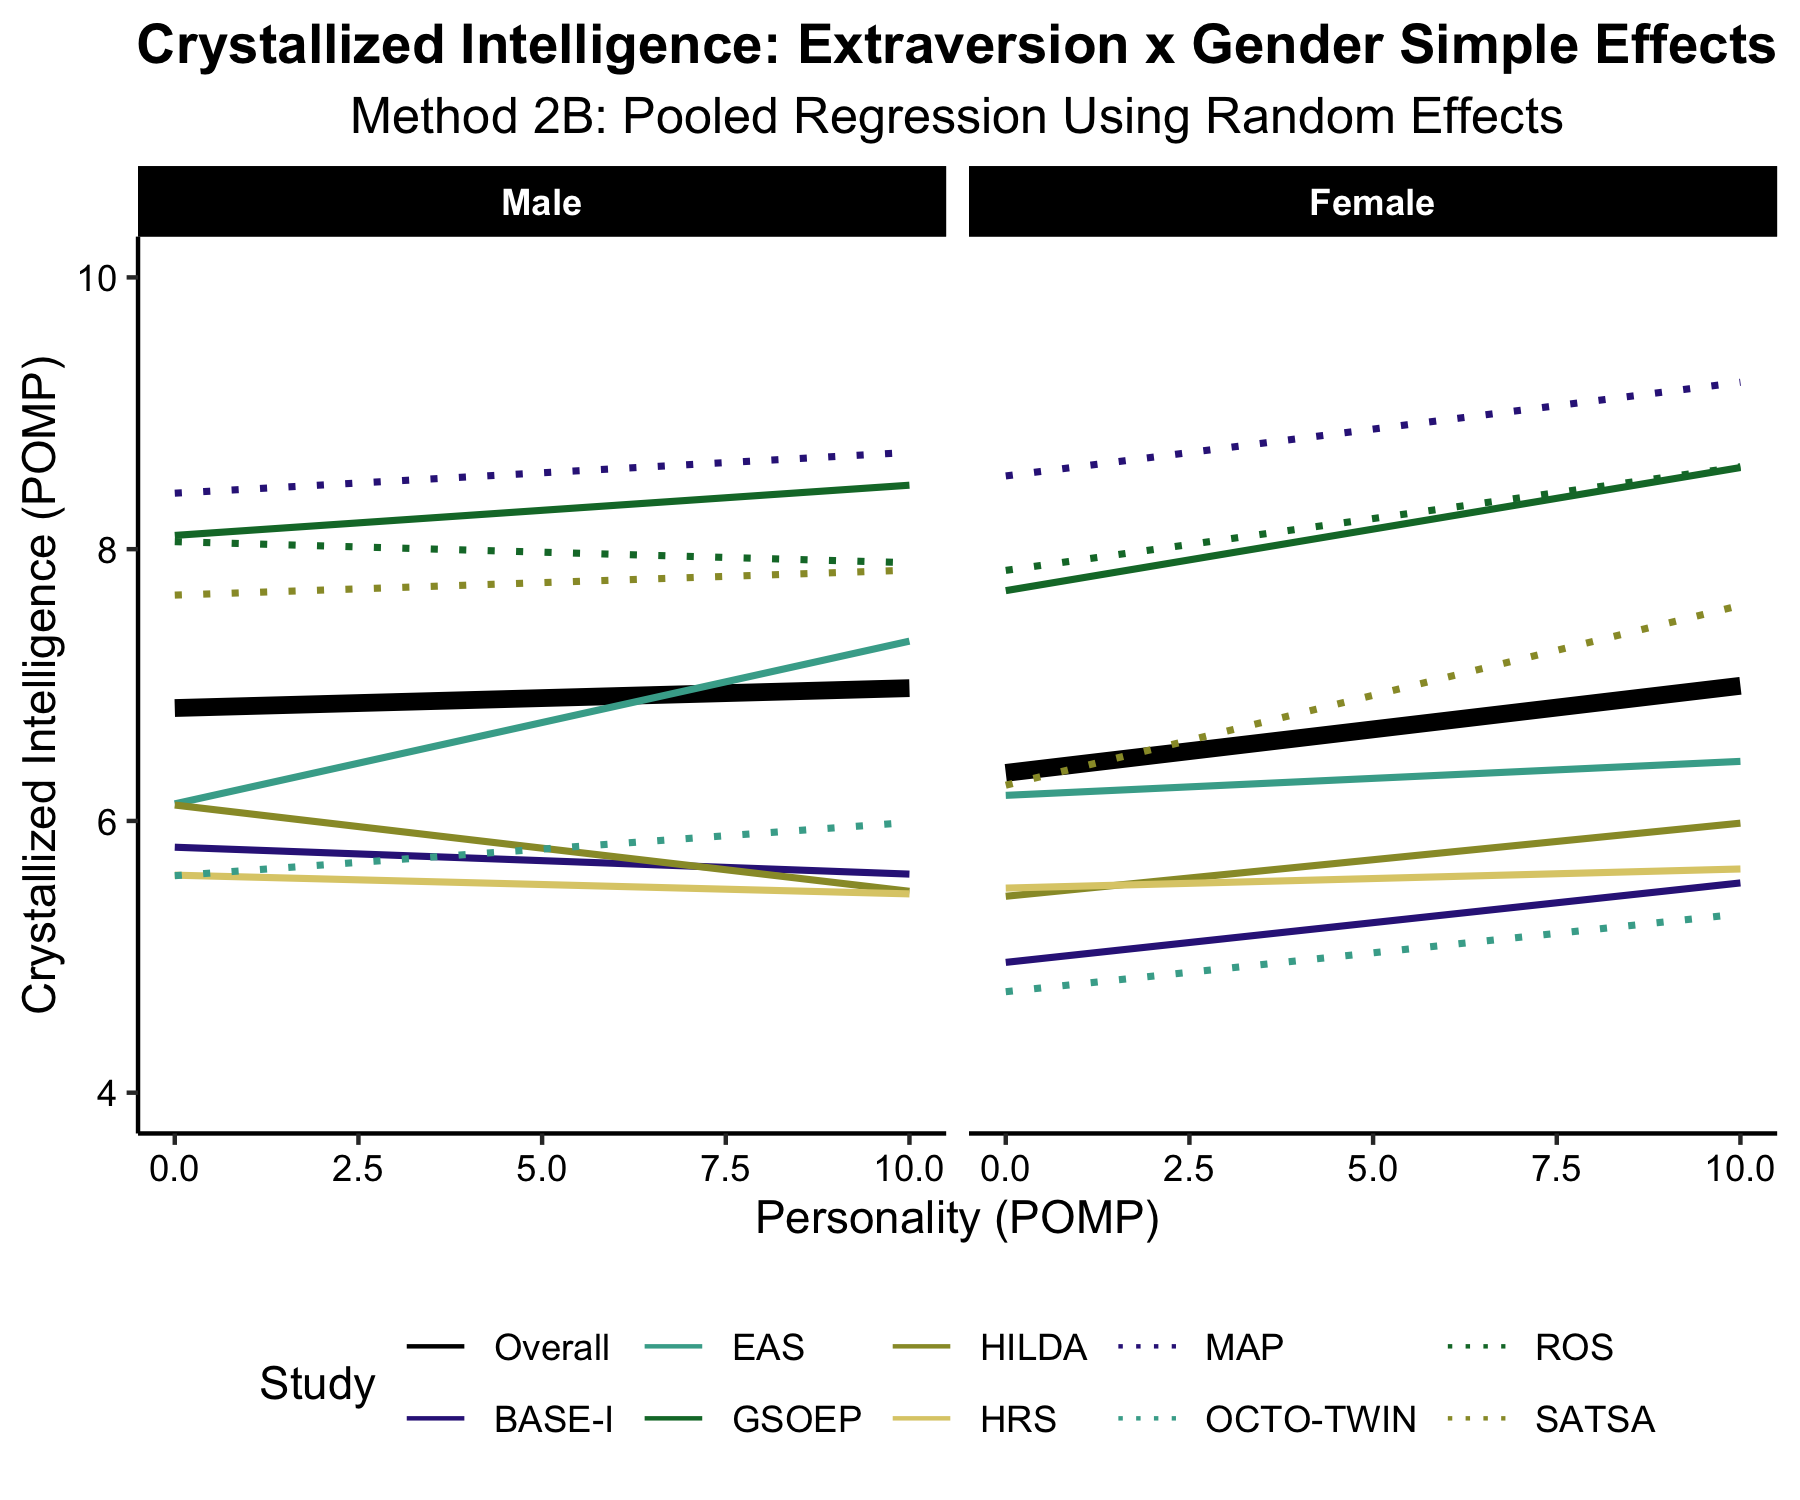 Crystallized Intelligence: Extraversion x Gender Simple Effects
Method 2B: Pooled Regression Using Random Effects
Male
Female
Crystallized Intelligence (POMP)
10
8
6
4
0.0 2.5 5.0 7.5 10.0
0.0 2.5 5.0 7.5 10.0
Personality (POMP)
Study
Overall EAS HILDA MAP ROS
BASE-I GSOEP HRS OCTO-TWIN SATSA